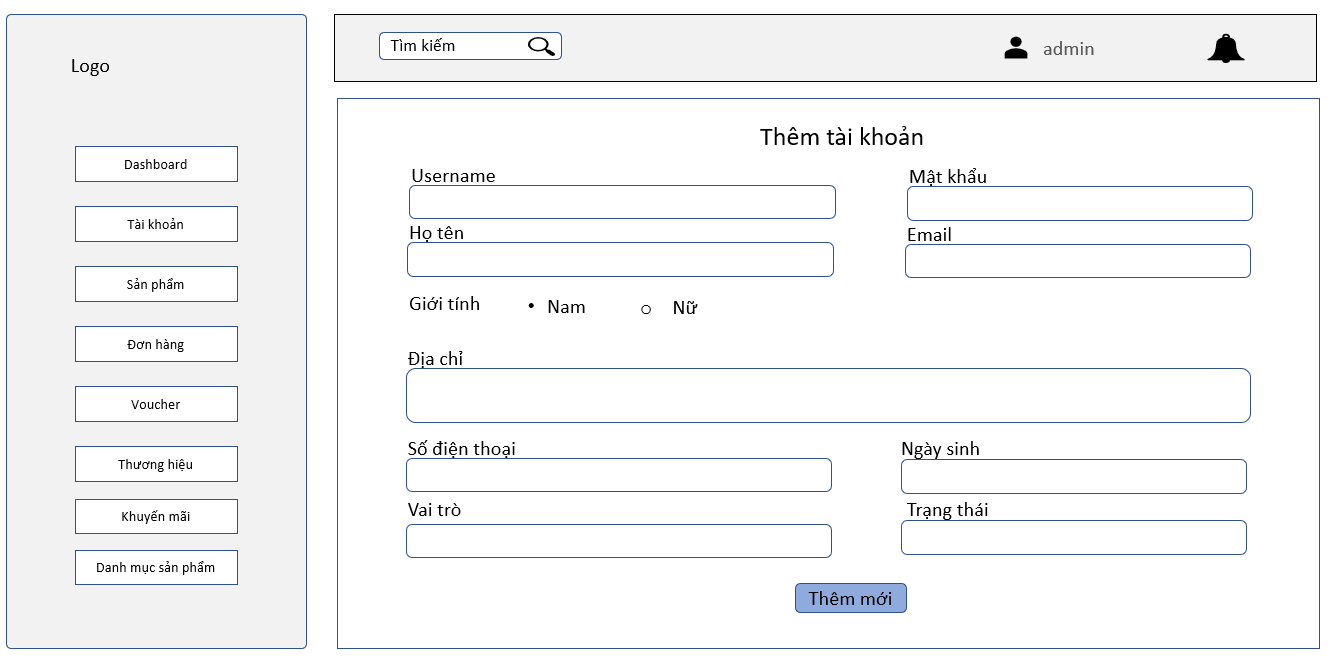 Logo
Dashboard
Tài khoản
Sản phẩm
Đơn hàng
Voucher
Thương hiệu
Khuyến mãi
Danh mục sản phẩm
Tìm kiếm
admin
Thêm tài khoản
Username
Mật khẩu
Họ tên
Email
Giới tính • Nam ○ Nữ
Địa chỉ
Số điện thoại
Ngày sinh
Vai trò
Trạng thái
Thêm mới